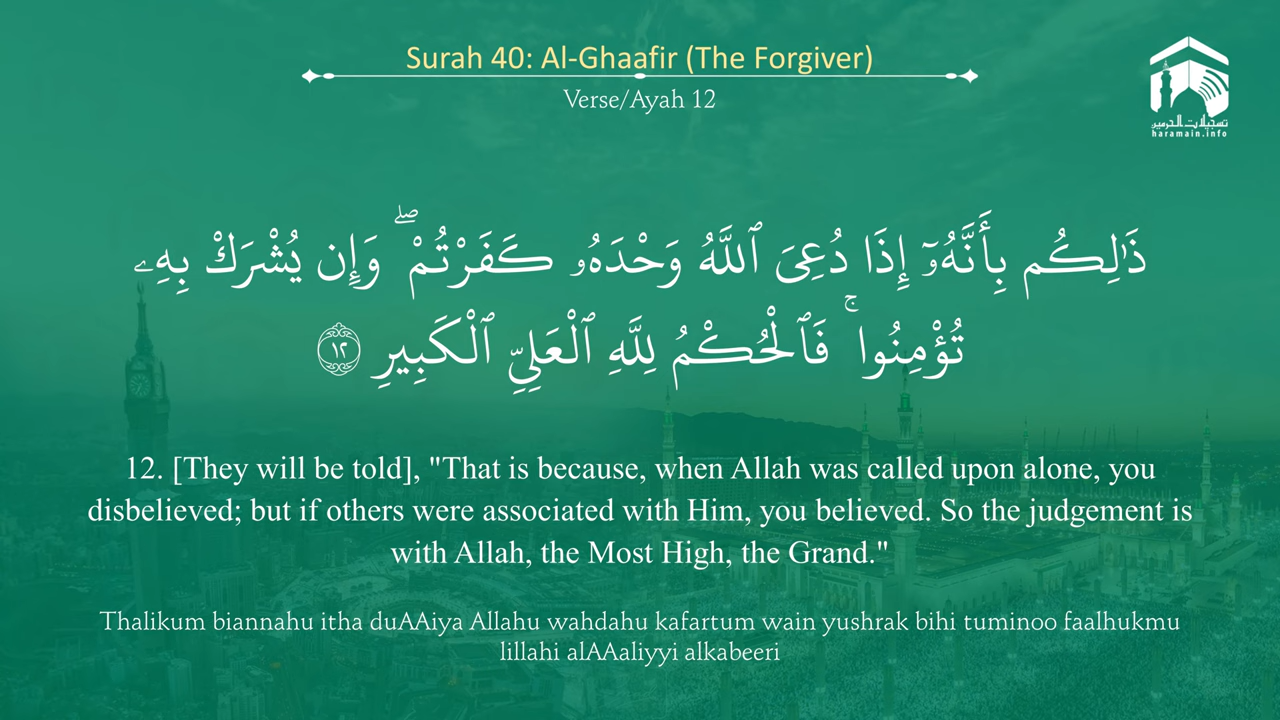 Surah 40: Al-Ghaafir (The Forgiver)
Verse/Ayah 12
تسجيلات الحرمين
haramain.info
ذَٰلِكُم بِأَنَّهُۥٓ إِذَا دُعِىَ ٱللَّهُ وَحْدَهُۥ كَفَرْتُمْ ۖ وَإِن يُشْرَكْ بِهِۦ
تُؤْمِنُوا۟ ۚ فَٱلْحُكْمُ لِلَّهِ ٱلْعَلِىِّ ٱلْكَبِيرِ ١٢
12. [They will be told], "That is because, when Allah was called upon alone, you
disbelieved; but if others were associated with Him, you believed. So the judgement is
with Allah, the Most High, the Grand."
Thalikum biannahu itha duAAiya Allahu wahdahu kafartum wain yushrak bihi tuminoo faalhukmu
lillahi alAAaliyyi alkabeeri